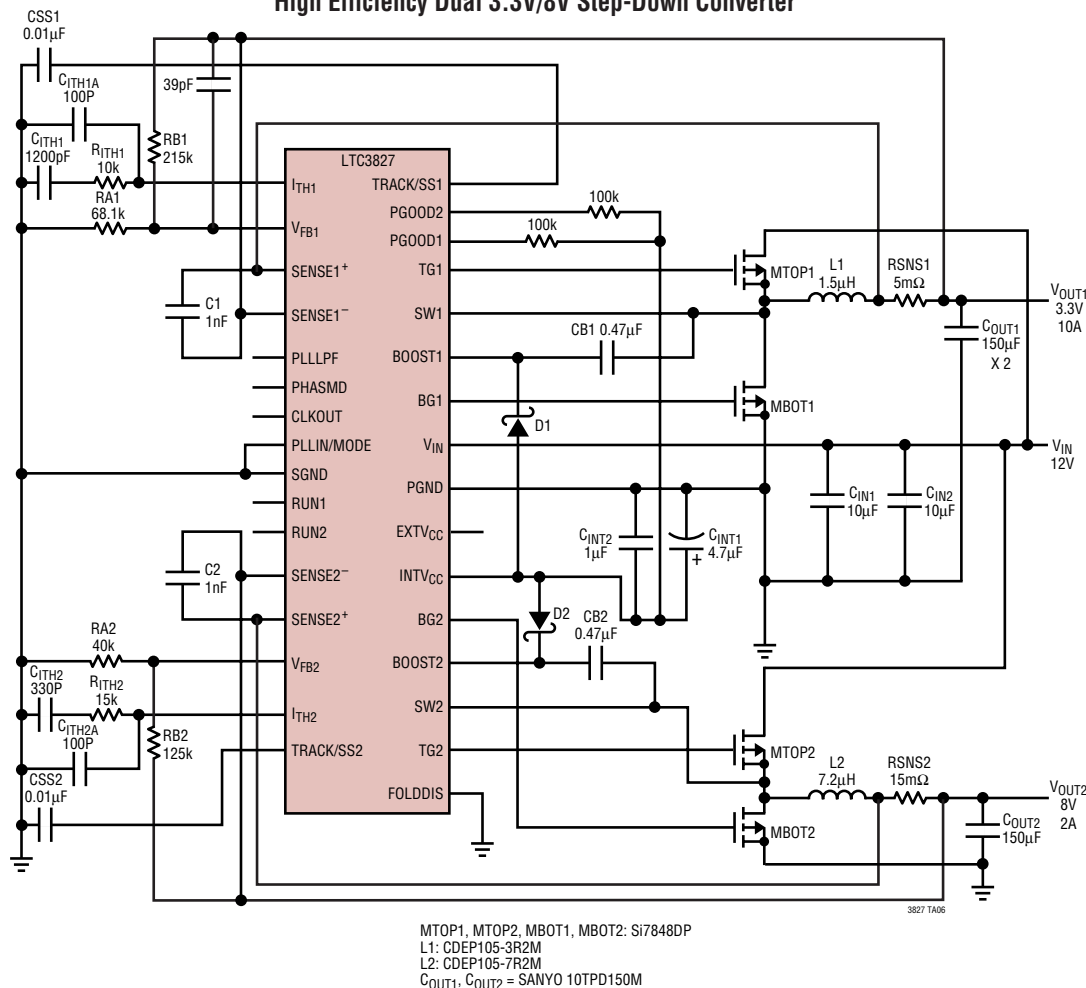 High Efficiency Dual 3.3V/8V Step-Down Converter
CSS1
0.01µF
CITH1A
100P
39pF
CITH1
1200pF
RITH1
10k
RB1
215k
RA1
68.1k
C1
1nF
C2
1nF
RA2
40k
CITH2
330P
RITH2
15k
CITH2A
100P
RB2
125k
CSS2
0.01µF
LTC3827
ITH1
VFB1
SENSE1+
SENSE1–
PLLLPF
PHASMD
CLKOUT
PLLIN/MODE
SGND
RUN1
RUN2
SENSE2–
SENSE2+
VFB2
ITH2
TRACK/SS2
TRACK/SS1
PGOOD2
PGOOD1
TG1
SW1
BOOST1
BG1
VIN
PGND
EXTVCC
INTVCC
BG2
BOOST2
SW2
TG2
FOLDDIS
100k
100k
MTOP1
L1
1.5µH
RSNS1
5mΩ
VOUT1
3.3V
10A
COUT1
150µF
X 2
CB1 0.47µF
MBOT1
D1
VIN
12V
CIN1
10µF
CIN2
10µF
CINT2
1µF
CINT1
4.7µF
+
D2
CB2
0.47µF
MTOP2
L2
7.2µH
RSNS2
15mΩ
VOUT2
8V
2A
COUT2
150µF
MBOT2
3827 TA06
MTOP1, MTOP2, MBOT1, MBOT2: Si7848DP
L1: CDEP105-3R2M
L2: CDEP105-7R2M
COUT1, COUT2 = SANYO 10TPD150M